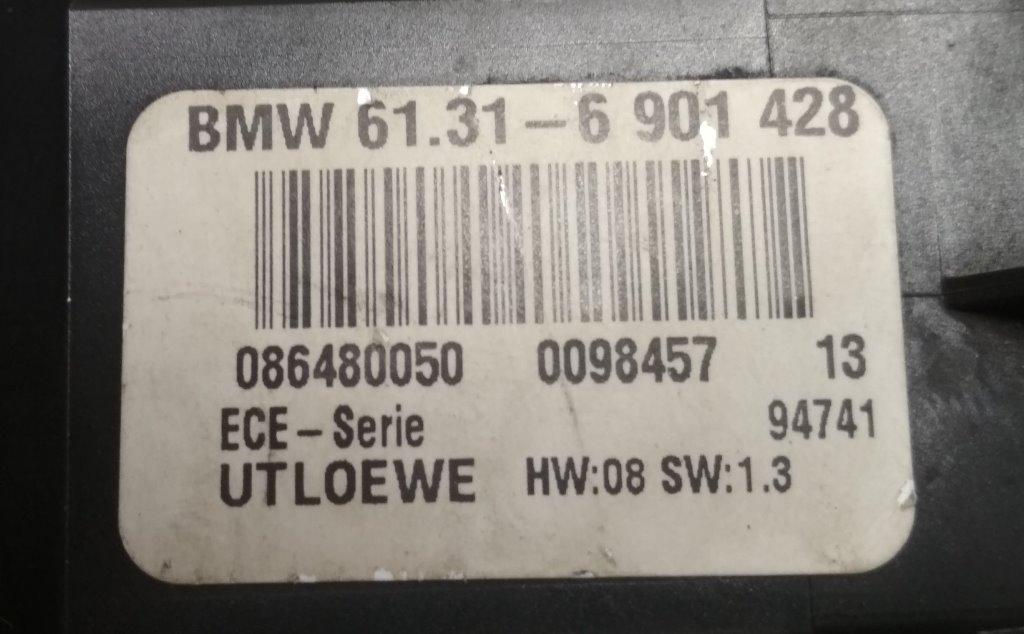 BMW 61.31-6 901 428
086480050 0098457 13
ECE-Serie 94741
UTLOEWE HW:08 SW:1.3